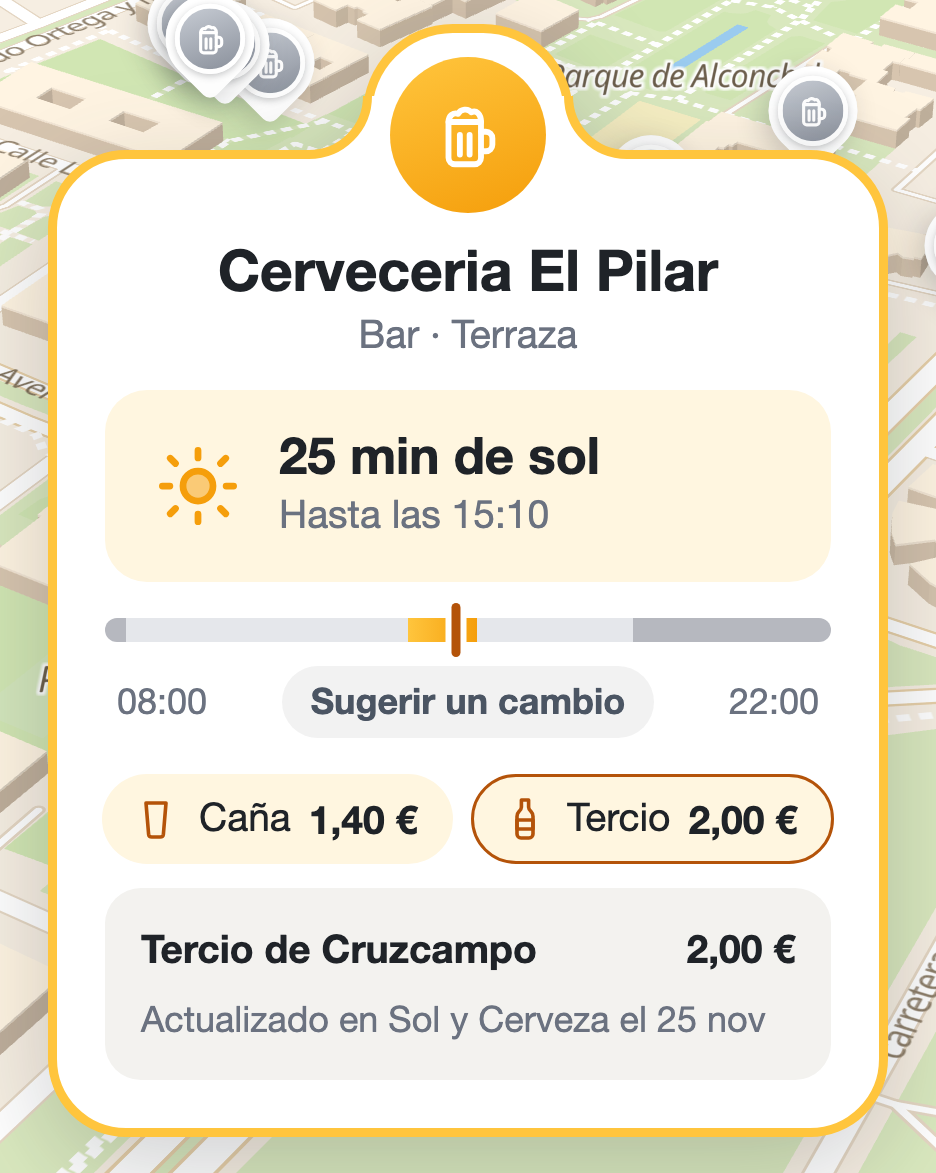 Ortega y
Parque de
Calle
Cerveceria El Pilar
Bar · Terraza
25 min de sol
Hasta las 15:10
08:00
Sugerir un cambio
22:00
Caña 1,40 €
Tercio 2,00 €
Tercio de Cruzcampo 2,00 €
Actualizado en Sol y Cerveza el 25 nov